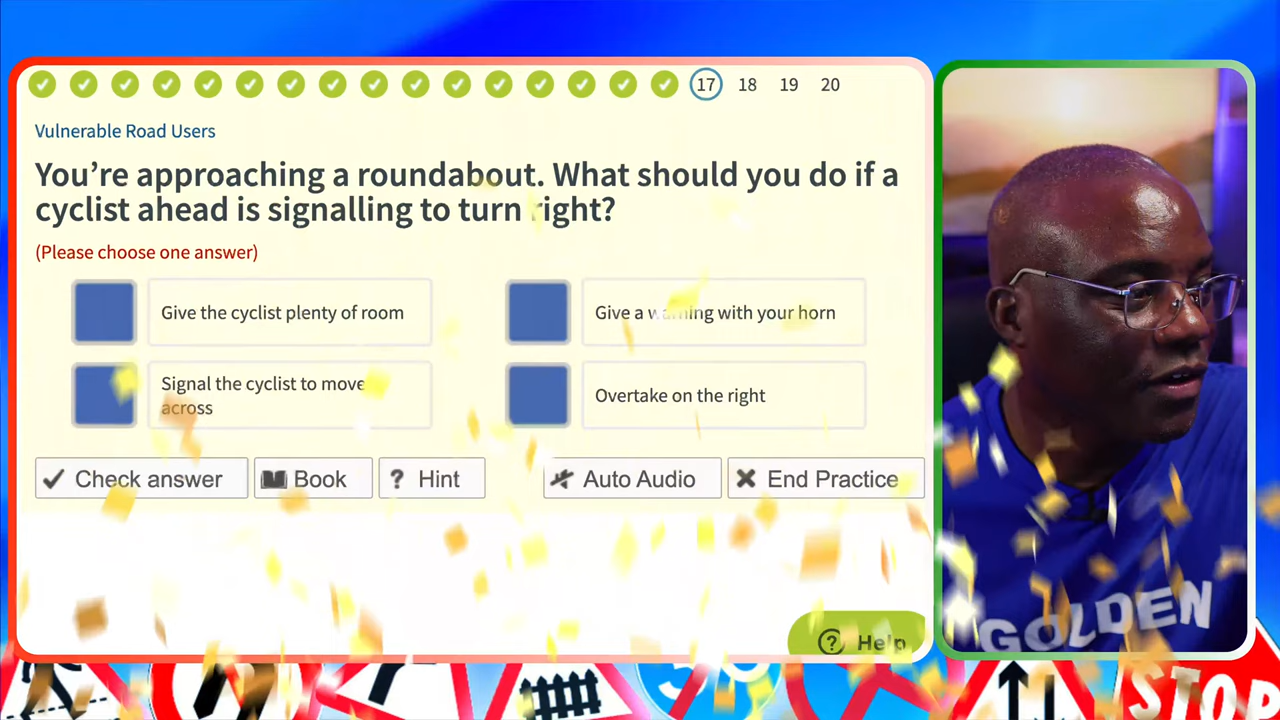 17 18 19 20
Vulnerable Road Users
You’re approaching a roundabout. What should you do if a
cyclist ahead is signalling to turn right?
(Please choose one answer)
Give the cyclist plenty of room
Give a warning with your horn
Signal the cyclist to move
across
Overtake on the right
Check answer
Book
? Hint
Auto Audio
End Practice
? Help
GOLDEN
STOP